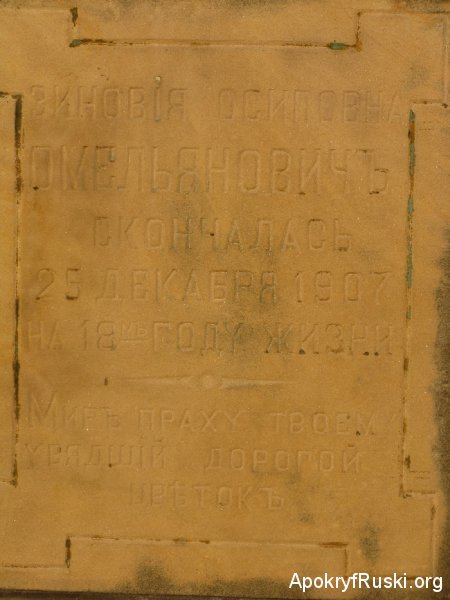 ЗИНОВІЯ ОСИПОВНА
ОМЕЛЬЯНОВИЧЪ
СКОНЧАЛАСЬ
25 ДЕКАБРЯ 1907
НА 18мъ ГОДУ ЖИЗНИ
МИРЪ ПРАХУ ТВОЕМ
УВЯДШІЙ ДОРОГОЙ
ЦВѢТОКЪ
ApokryfRuski.org